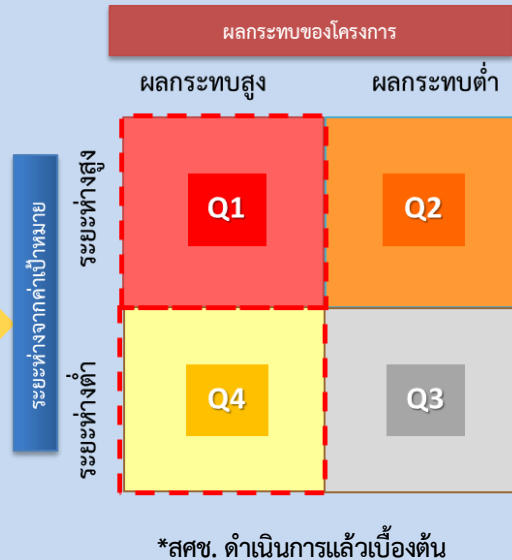 ผลกระทบของโครงการ
ผลกระทบสูง ผลกระทบต่ำ
ระยะห่างจากค่าเป้าหมาย
ระยะห่างสูง
Q1 Q2
ระยะห่างต่ำ
Q4 Q3
*สศช. ดำเนินการแล้วเบื้องต้น